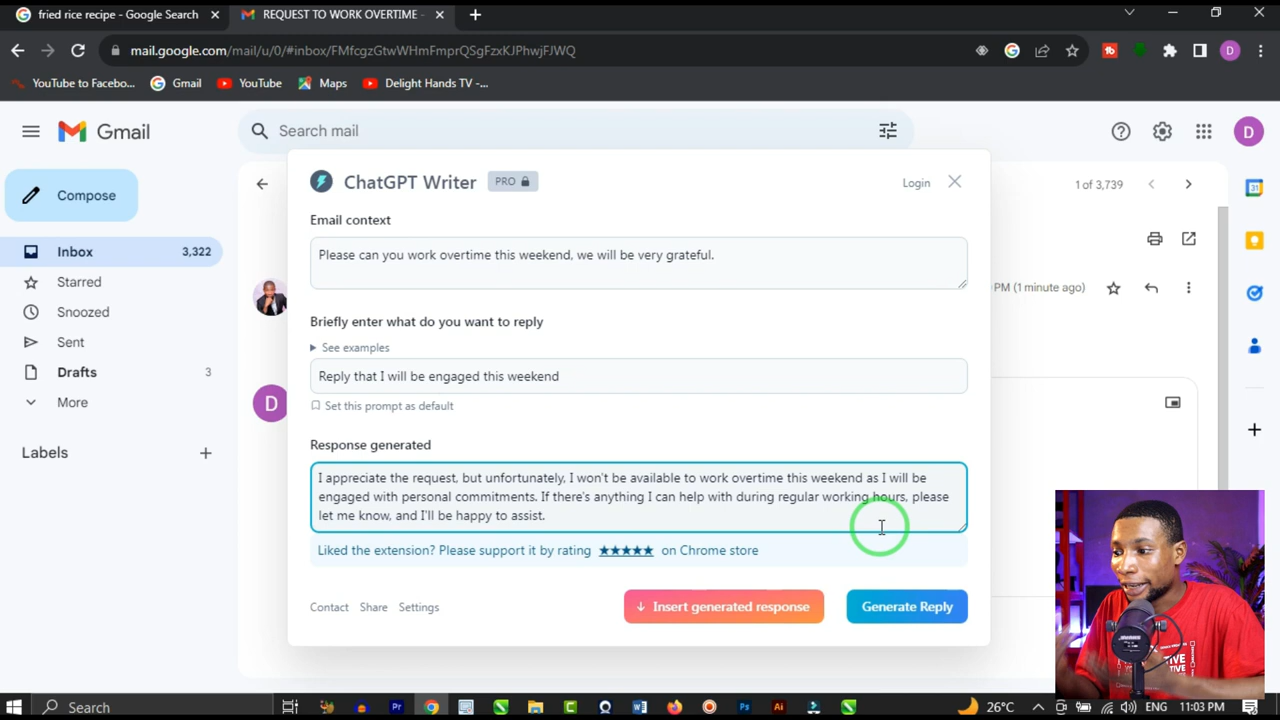 fried rice recipe - Google Search
REQUEST TO WORK OVERTIME -
mail.google.com/mail/u/0/#inbox/FMfcgzGtwWHmFmprQSgFzxKJPhwjFJWQ
YouTube to Facebo...
Gmail
YouTube
Maps
Delight Hands TV -...
D
Gmail
Search mail
D
Compose
ChatGPT Writer
PRO
Login
1 of 3,739
31
Email context
Inbox
3,322
Please can you work overtime this weekend, we will be very grateful.
Starred
PM (1 minute ago)
Snoozed
Briefly enter what do you want to reply
Sent
See examples
Drafts
3
Reply that I will be engaged this weekend
More
D
Set this prompt as default
Labels
Response generated
I appreciate the request, but unfortunately, I won't be available to work overtime this weekend as I will be
engaged with personal commitments. If there's anything I can help with during regular working hours, please
let me know, and I'll be happy to assist.
Liked the extension? Please support it by rating ★★★★★ on Chrome store
Contact
Share
Settings
Insert generated response
Generate Reply
Search
Pr
Ps
Ai
26°C
ENG
11:03 PM